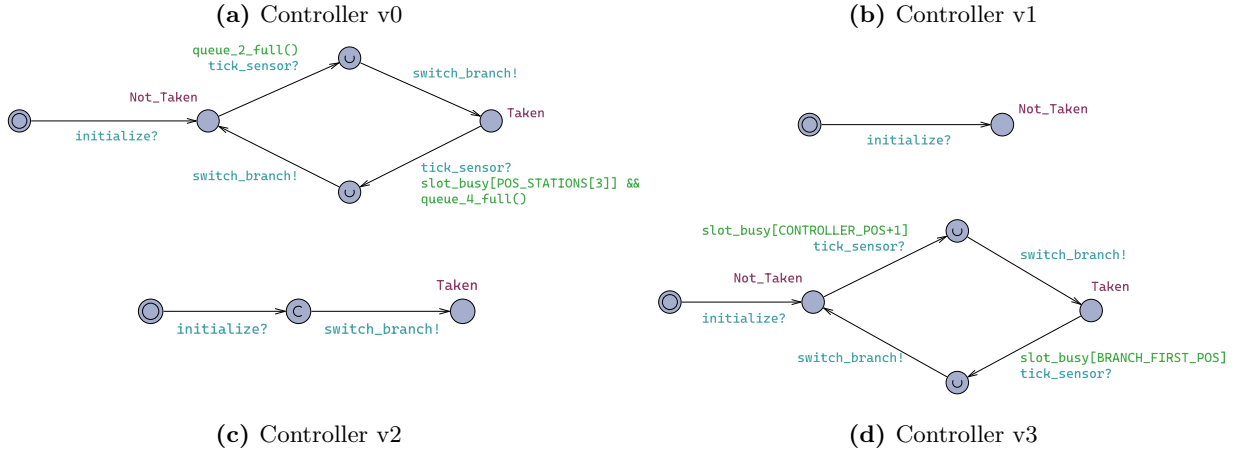 (a) Controller v0
(b) Controller v1
queue_2_full()
tick_sensor?
switch_branch!
Not_Taken
Taken
initialize?
switch_branch!
tick_sensor?
slot_busy[POS_STATIONS[3]] &&
queue_4_full()
Not_Taken
initialize?
Taken
initialize?
C
switch_branch!
slot_busy[CONTROLLER_POS+1]
tick_sensor?
switch_branch!
Not_Taken
Taken
initialize?
switch_branch!
slot_busy[BRANCH_FIRST_POS]
tick_sensor?
(c) Controller v2
(d) Controller v3